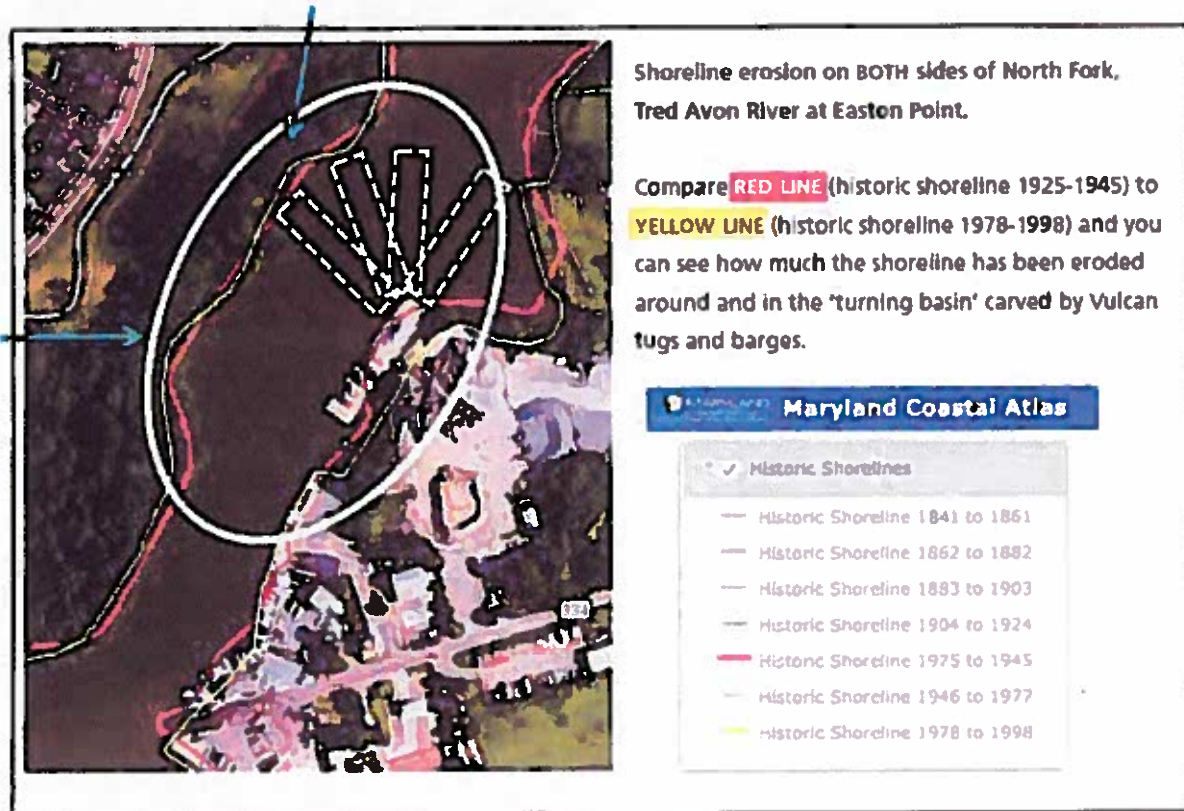 Shoreline erosion on BOTH sides of North Fork,
Tred Avon River at Easton Point.
Compare RED LINE (historic shoreline 1925-1945) to
YELLOW LINE (historic shoreline 1978-1998) and you
can see how much the shoreline has been eroded
around and in the 'turning basin' carved by Vulcan
tugs and barges.
MARYLAND Maryland Coastal Atlas
✓ Historic Shorelines
Historic Shoreline 1841 to 1861
Historic Shoreline 1862 to 1882
Historic Shoreline 1883 to 1903
Historic Shoreline 1904 to 1924
Historic Shoreline 1975 to 1945
Historic Shoreline 1946 to 1977
Historic Shoreline 1978 to 1998
334